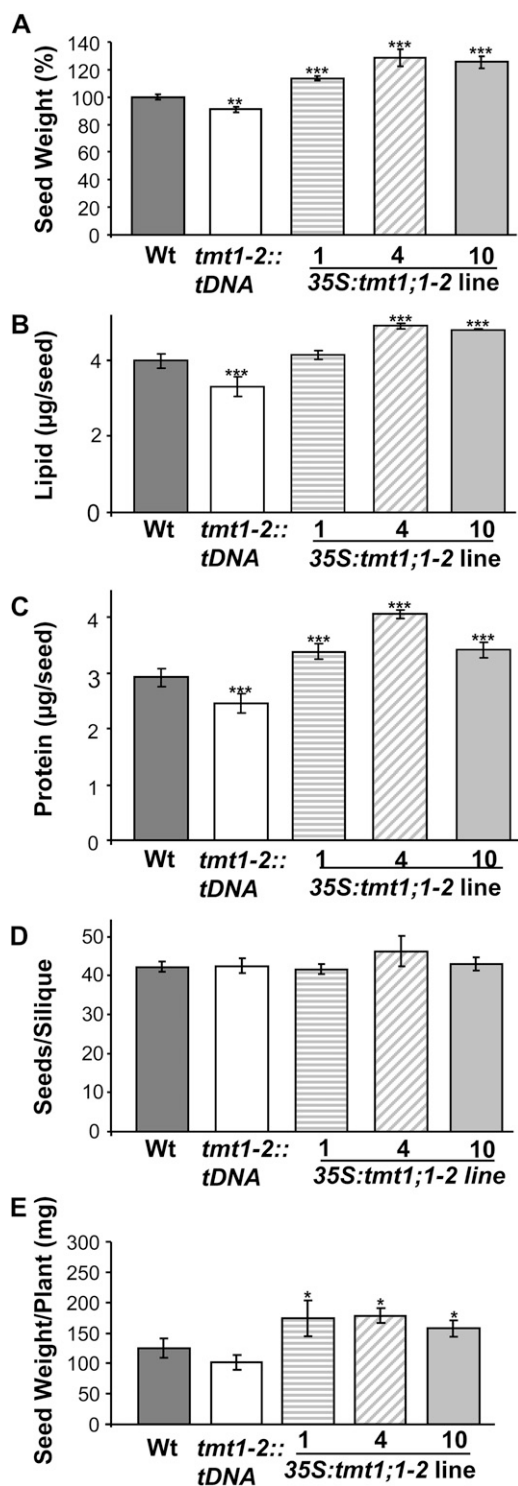 A
Seed Weight (%)
140
120
100
80
60
40
20
0
** *** *** ***
Wt tmt1-2:: 1 4 10
tDNA 35S:tmt1;1-2 line
B
Lipid (µg/seed)
4
2
0
*** *** ***
Wt tmt1-2:: 1 4 10
tDNA 35S:tmt1;1-2 line
C
Protein (µg/seed)
4
3
2
1
0
*** *** *** ***
Wt tmt1-2:: 1 4 10
tDNA 35S:tmt1;1-2 line
D
Seeds/Silique
50
40
30
20
10
0
Wt tmt1-2:: 1 4 10
tDNA 35S:tmt1;1-2 line
E
Seed Weight/Plant (mg)
300
250
200
150
100
50
0
* * *
Wt tmt1-2:: 1 4 10
tDNA 35S:tmt1;1-2 line